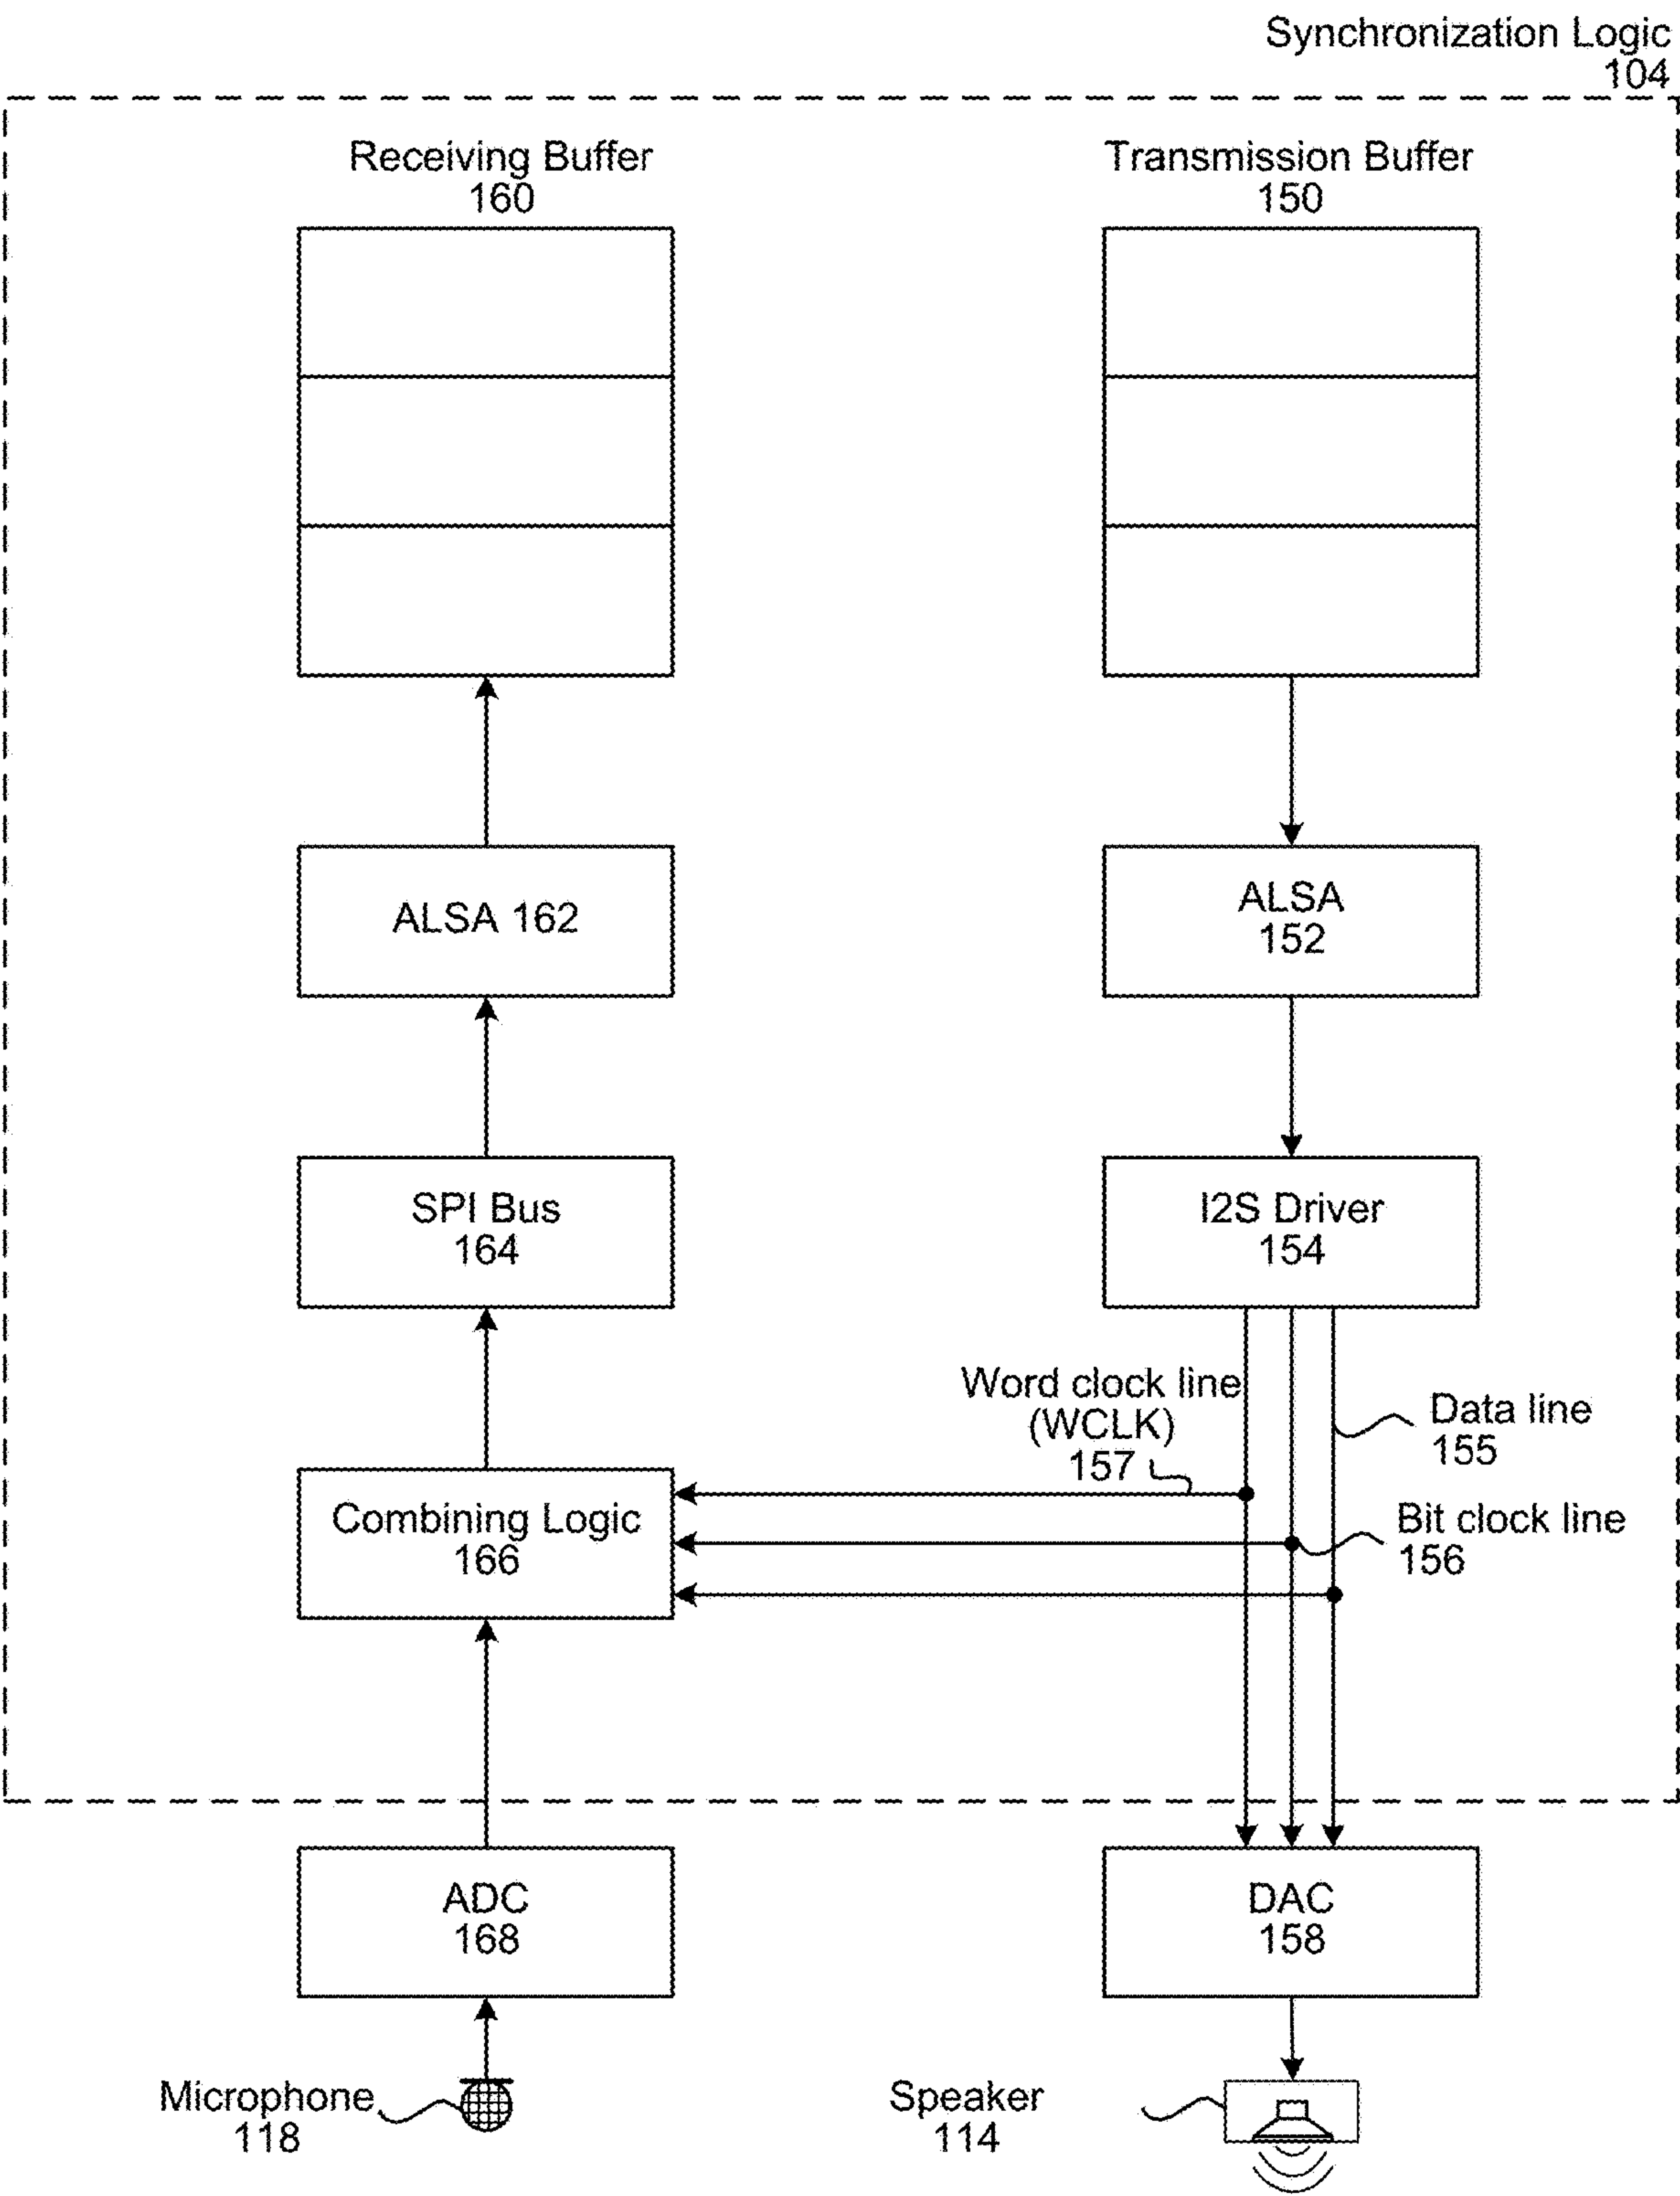 Synchronization Logic
104
Receiving Buffer
160
Transmission Buffer
150
ALSA 162
ALSA
152
SPI Bus
164
I2S Driver
154
Word clock line
(WCLK)
157
Data line
155
Combining Logic
166
Bit clock line
156
ADC
168
DAC
158
Microphone
118
Speaker
114